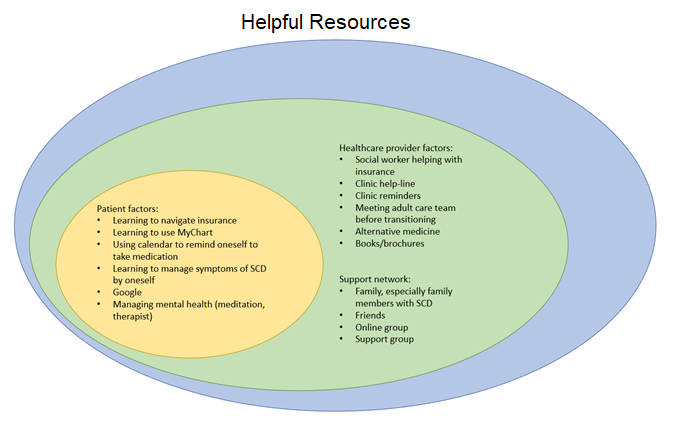 Helpful Resources
Patient factors:
• Learning to navigate insurance
• Learning to use MyChart
• Using calendar to remind oneself to
take medication
• Learning to manage symptoms of SCD
by oneself
• Google
• Managing mental health (meditation,
therapist)
Healthcare provider factors:
• Social worker helping with
insurance
• Clinic help-line
• Clinic reminders
• Meeting adult care team
before transitioning
• Alternative medicine
• Books/brochures
Support network:
• Family, especially family
members with SCD
• Friends
• Online group
• Support group